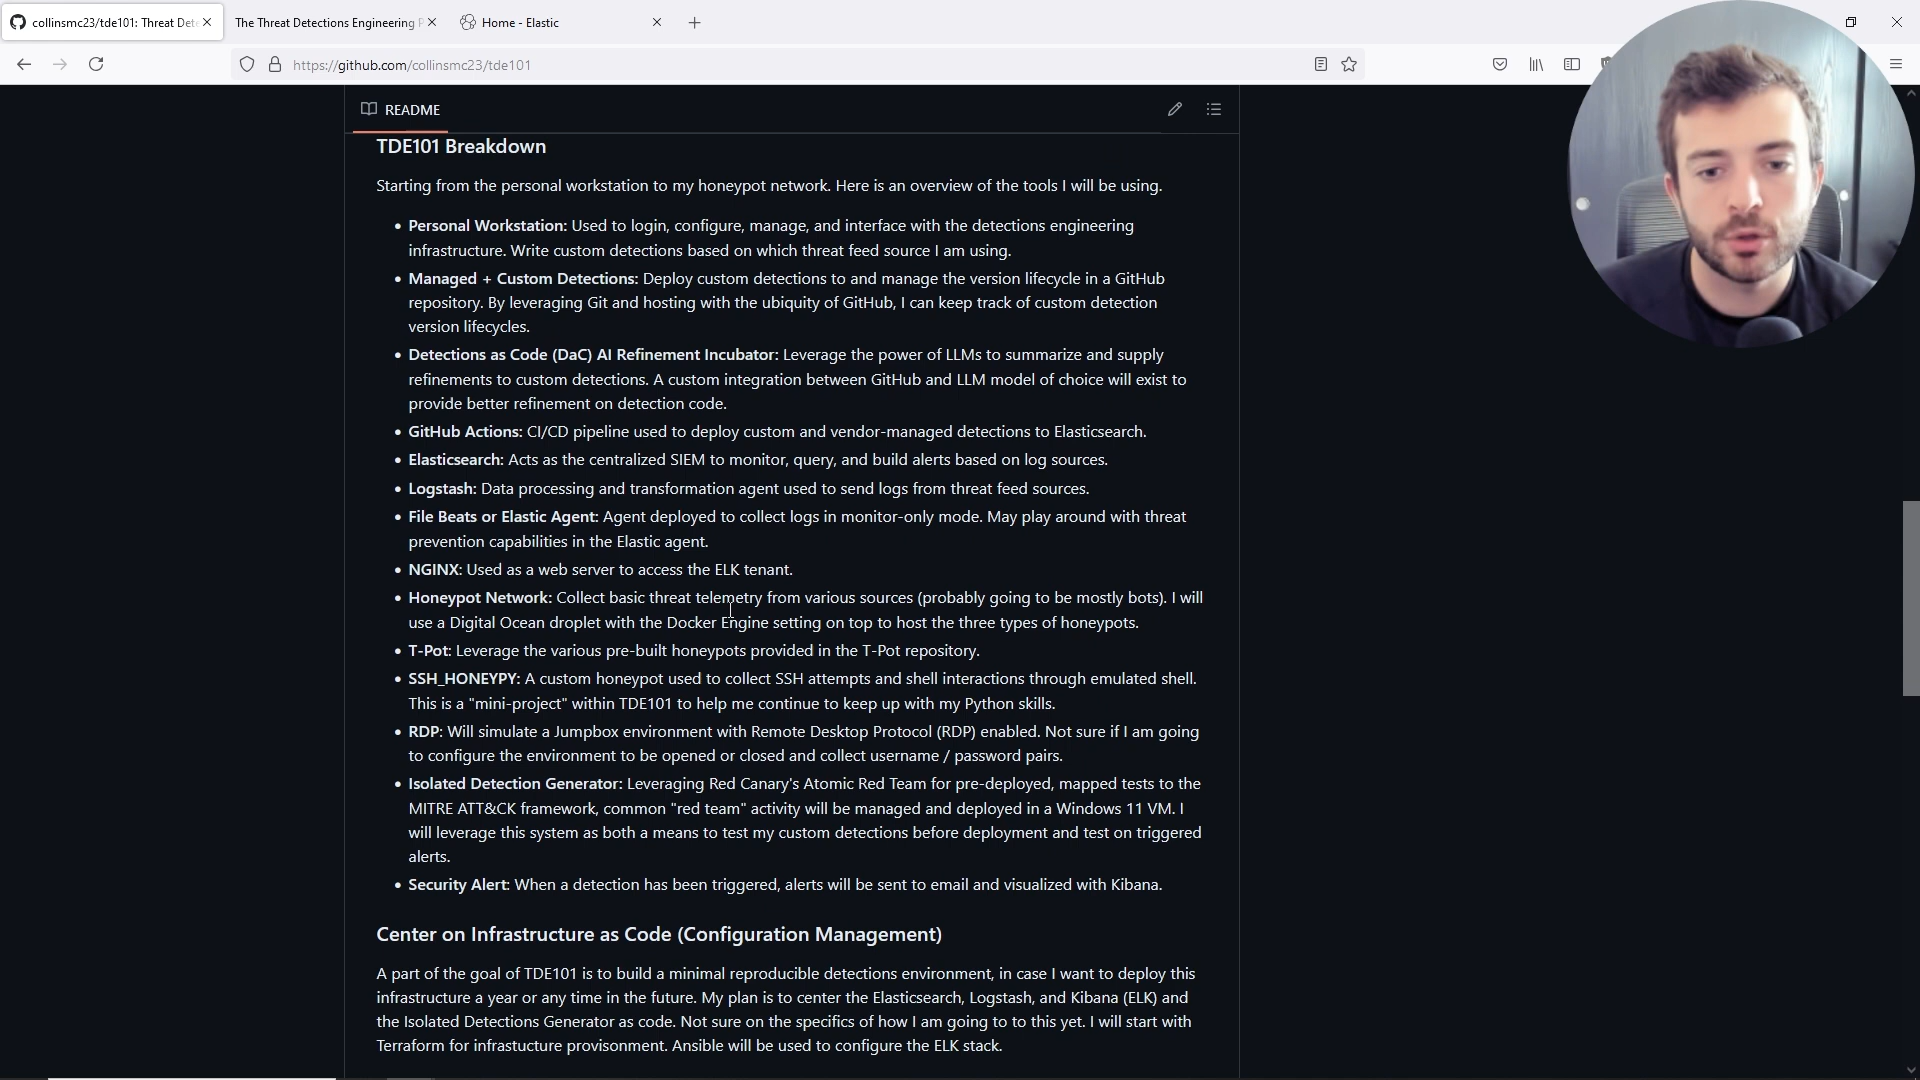 collinsmc23/tde101: Threat Det
The Threat Detections Engineering P
Home - Elastic
https://github.com/collinsmc23/tde101
README
TDE101 Breakdown
Starting from the personal workstation to my honeypot network. Here is an overview of the tools I will be using.
• Personal Workstation: Used to login, configure, manage, and interface with the detections engineering
infrastructure. Write custom detections based on which threat feed source I am using.
• Managed + Custom Detections: Deploy custom detections to and manage the version lifecycle in a GitHub
repository. By leveraging Git and hosting with the ubiquity of GitHub, I can keep track of custom detection
version lifecycles.
• Detections as Code (DaC) AI Refinement Incubator: Leverage the power of LLMs to summarize and supply
refinements to custom detections. A custom integration between GitHub and LLM model of choice will exist to
provide better refinement on detection code.
• GitHub Actions: CI/CD pipeline used to deploy custom and vendor-managed detections to Elasticsearch.
• Elasticsearch: Acts as the centralized SIEM to monitor, query, and build alerts based on log sources.
• Logstash: Data processing and transformation agent used to send logs from threat feed sources.
• File Beats or Elastic Agent: Agent deployed to collect logs in monitor-only mode. May play around with threat
prevention capabilities in the Elastic agent.
• NGINX: Used as a web server to access the ELK tenant.
• Honeypot Network: Collect basic threat telemetry from various sources (probably going to be mostly bots). I will
use a Digital Ocean droplet with the Docker Engine setting on top to host the three types of honeypots.
• T-Pot: Leverage the various pre-built honeypots provided in the T-Pot repository.
• SSH_HONEYPY: A custom honeypot used to collect SSH attempts and shell interactions through emulated shell.
This is a "mini-project" within TDE101 to help me continue to keep up with my Python skills.
• RDP: Will simulate a Jumpbox environment with Remote Desktop Protocol (RDP) enabled. Not sure if I am going
to configure the environment to be opened or closed and collect username / password pairs.
• Isolated Detection Generator: Leveraging Red Canary's Atomic Red Team for pre-deployed, mapped tests to the
MITRE ATT&CK framework, common "red team" activity will be managed and deployed in a Windows 11 VM. I
will leverage this system as both a means to test my custom detections before deployment and test on triggered
alerts.
• Security Alert: When a detection has been triggered, alerts will be sent to email and visualized with Kibana.
Center on Infrastructure as Code (Configuration Management)
A part of the goal of TDE101 is to build a minimal reproducible detections environment, in case I want to deploy this
infrastructure a year or any time in the future. My plan is to center the Elasticsearch, Logstash, and Kibana (ELK) and
the Isolated Detections Generator as code. Not sure on the specifics of how I am going to to this yet. I will start with
Terraform for infrastucture provisonment. Ansible will be used to configure the ELK stack.